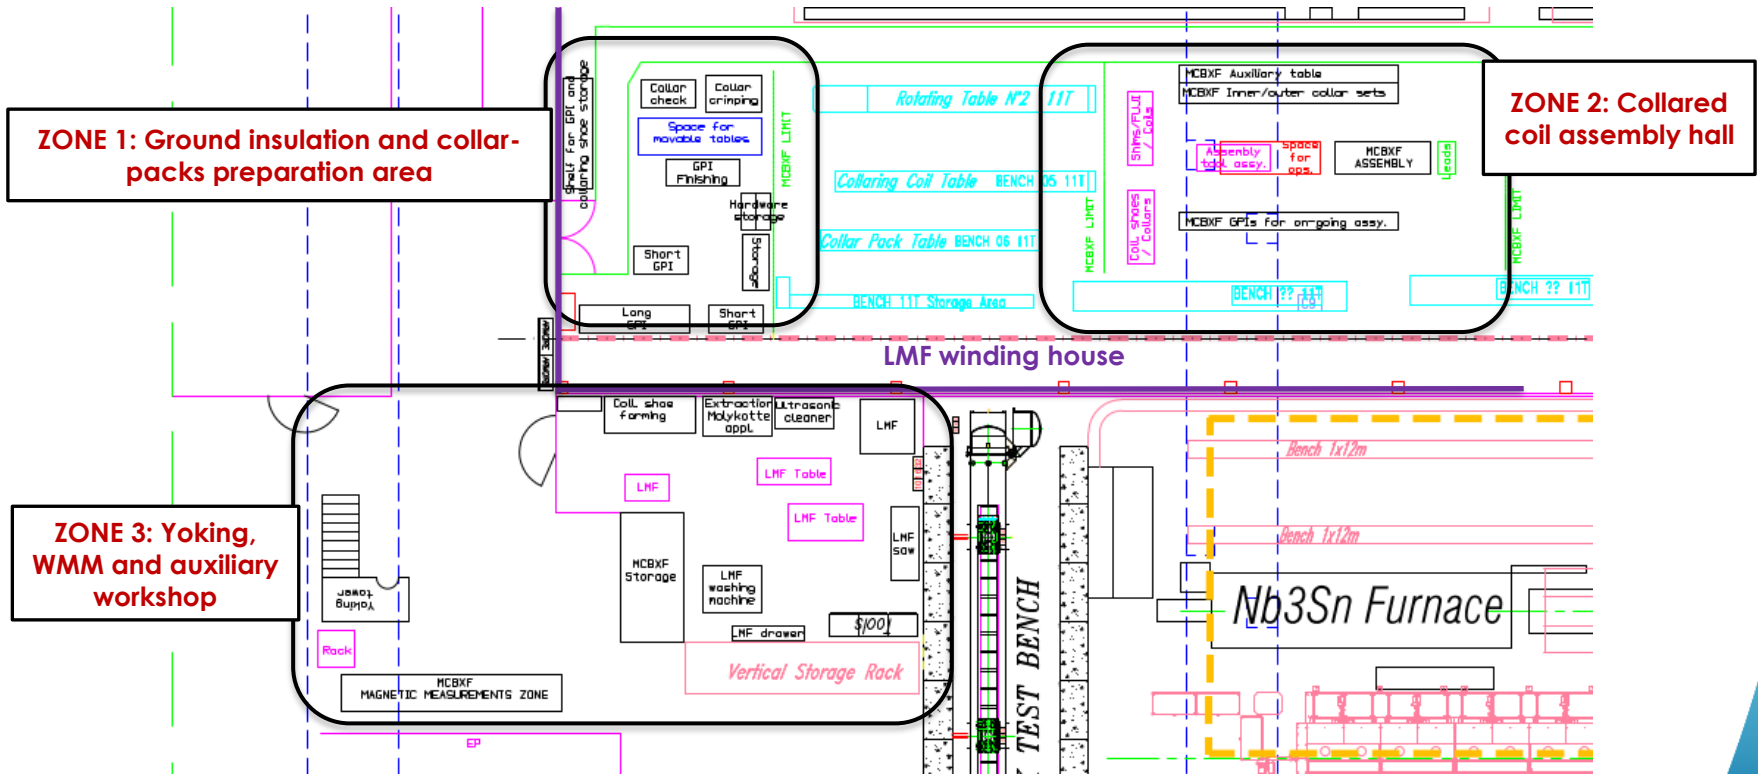 ZONE 1: Ground insulation and collar-
packs preparation area
Shelf for GPI and
collaring shoe storage
Collar
check
Collar
crimping
Space for
movable tables
GPI
Finishing
Hardware
storage
Storage
Short
GPI
Long
GPI
Short
GPI
MCBXF LIMIT
Rotating Table N°2 11T
Collaring Coil Table BENCH 05 11T
Collar Pack Table BENCH 06 11T
BENCH 11T Storage Area
MCBXF LIMIT
Shims/FUJI
/ Coils
Coil shoes
/ Collars
MCBXF Auxiliary table
MCBXF Inner/outer collar sets
Assembly
tool assy.
Space
for
ops.
MCBXF
ASSEMBLY
Leads
MCBXF GPIs for on-going assy.
BENCH ?? 11T
C9
MCBXF LIMIT
BENCH ?? 11T
ZONE 2: Collared
coil assembly hall
LMF winding house
ZONE 3: Yoking,
WMM and auxiliary
workshop
Coil shoe
forming
Extraction
Molykotte
appl.
Ultrasonic
cleaner
LMF
LMF Table
LMF
LMF Table
LMF
saw
MCBXF
Storage
LMF
washing
machine
LMF drawer
Tools
Yoking
tower
Rack
Vertical Storage Rack
MCBXF
MAGNETIC MEASUREMENTS ZONE
EP
TEST BENCH
Bench 1x12m
Bench 1x12m
Nb3Sn Furnace